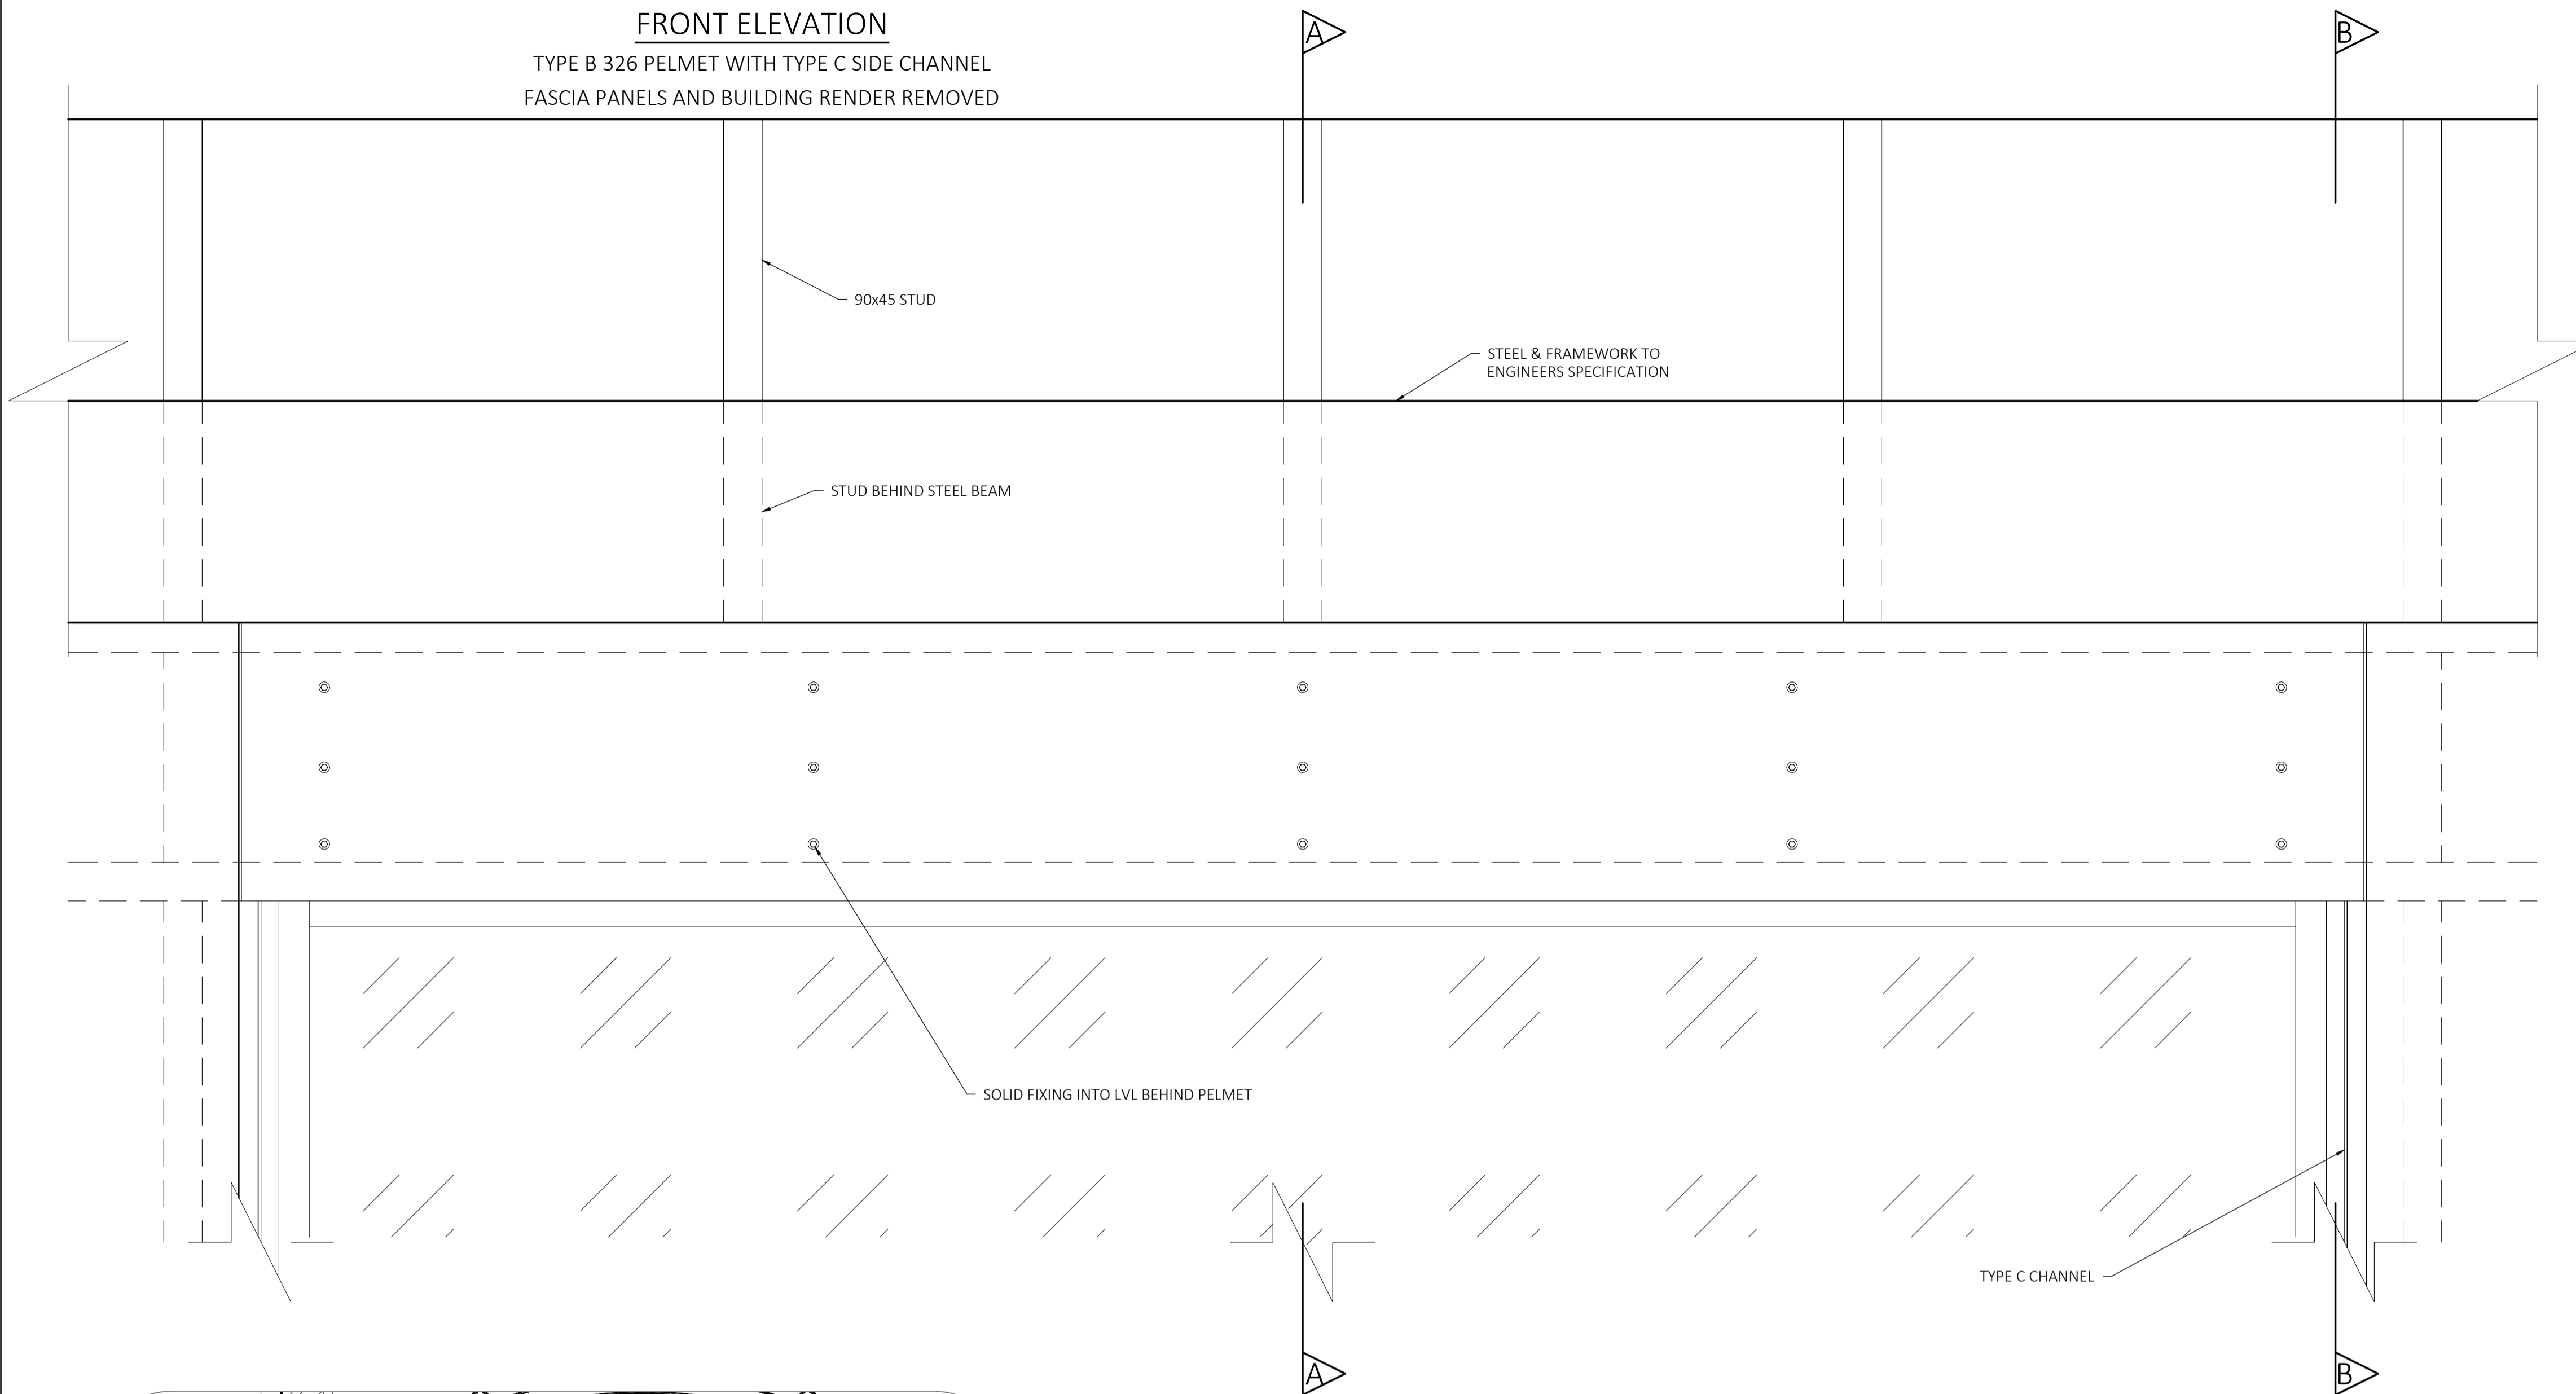 FRONT ELEVATION
TYPE B 326 PELMET WITH TYPE C SIDE CHANNEL
FASCIA PANELS AND BUILDING RENDER REMOVED
A
B
90x45 STUD
STEEL & FRAMEWORK TO
ENGINEERS SPECIFICATION
STUD BEHIND STEEL BEAM
SOLID FIXING INTO LVL BEHIND PELMET
TYPE C CHANNEL
A
B